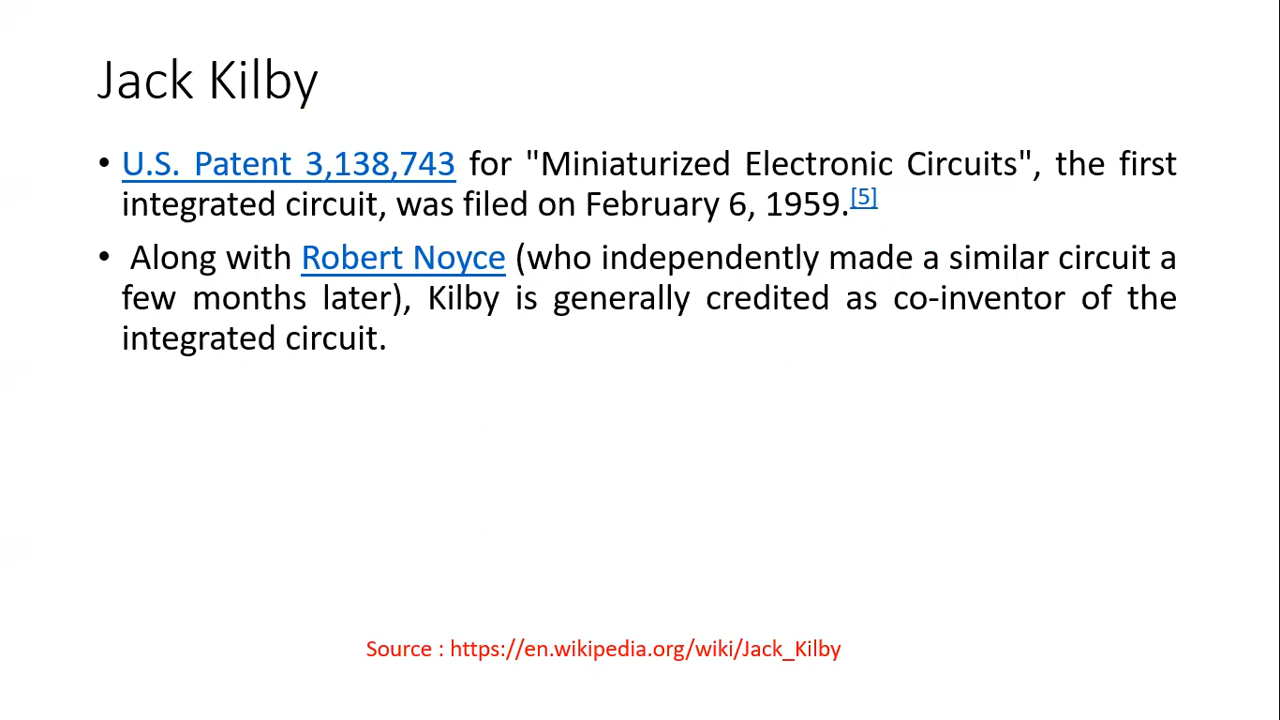 Jack Kilby
• U.S. Patent 3,138,743 for "Miniaturized Electronic Circuits", the first
integrated circuit, was filed on February 6, 1959.[5]
• Along with Robert Noyce (who independently made a similar circuit a
few months later), Kilby is generally credited as co-inventor of the
integrated circuit.
Source : https://en.wikipedia.org/wiki/Jack_Kilby